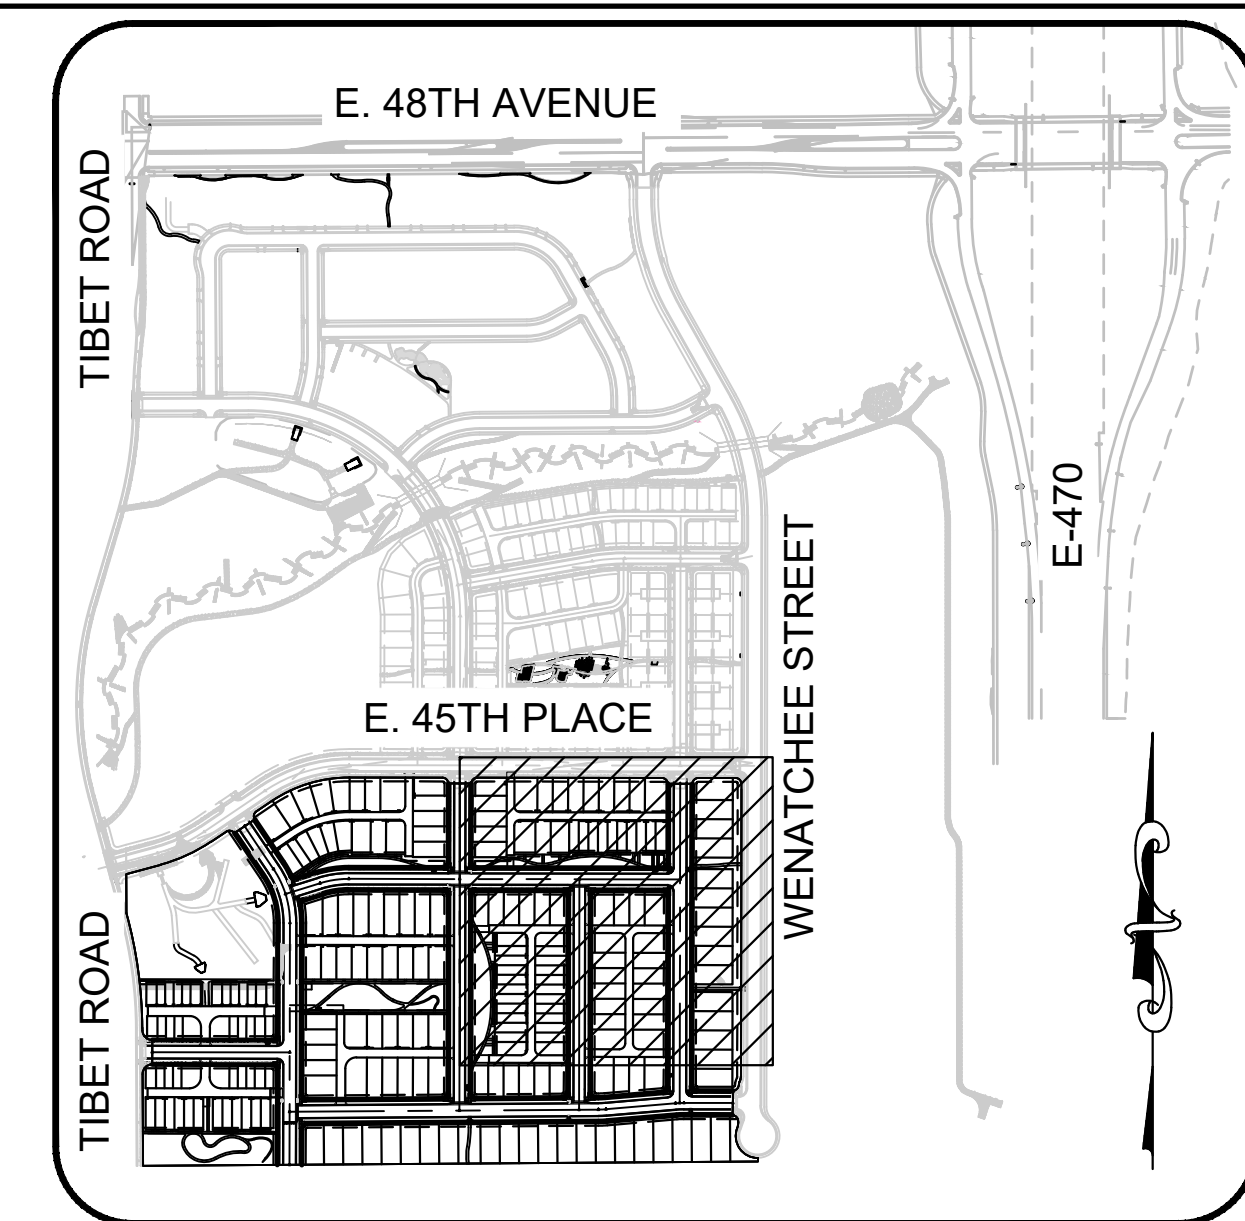 E. 48TH AVENUE
TIBET ROAD
E-470
WENATCHEE STREET
E. 45TH PLACE
TIBET ROAD